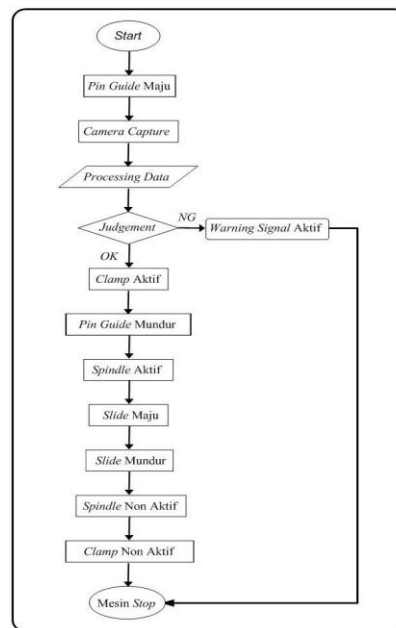 Start
Pin Guide Maju
Camera Capture
Processing Data
Judgement
NG
Warning Signal Aktif
OK
Clamp Aktif
Pin Guide Mundur
Spindle Aktif
Slide Maju
Slide Mundur
Spindle Non Aktif
Clamp Non Aktif
Mesin Stop